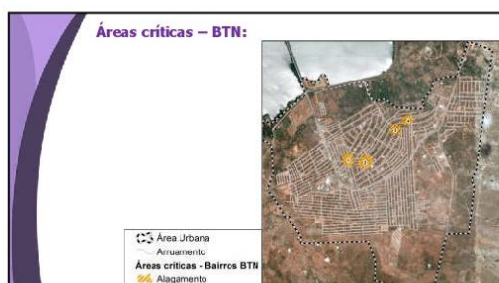 Áreas críticas – BTN:
Área Urbana
Arruamento
Áreas críticas - Bairros BTN
Alagamento